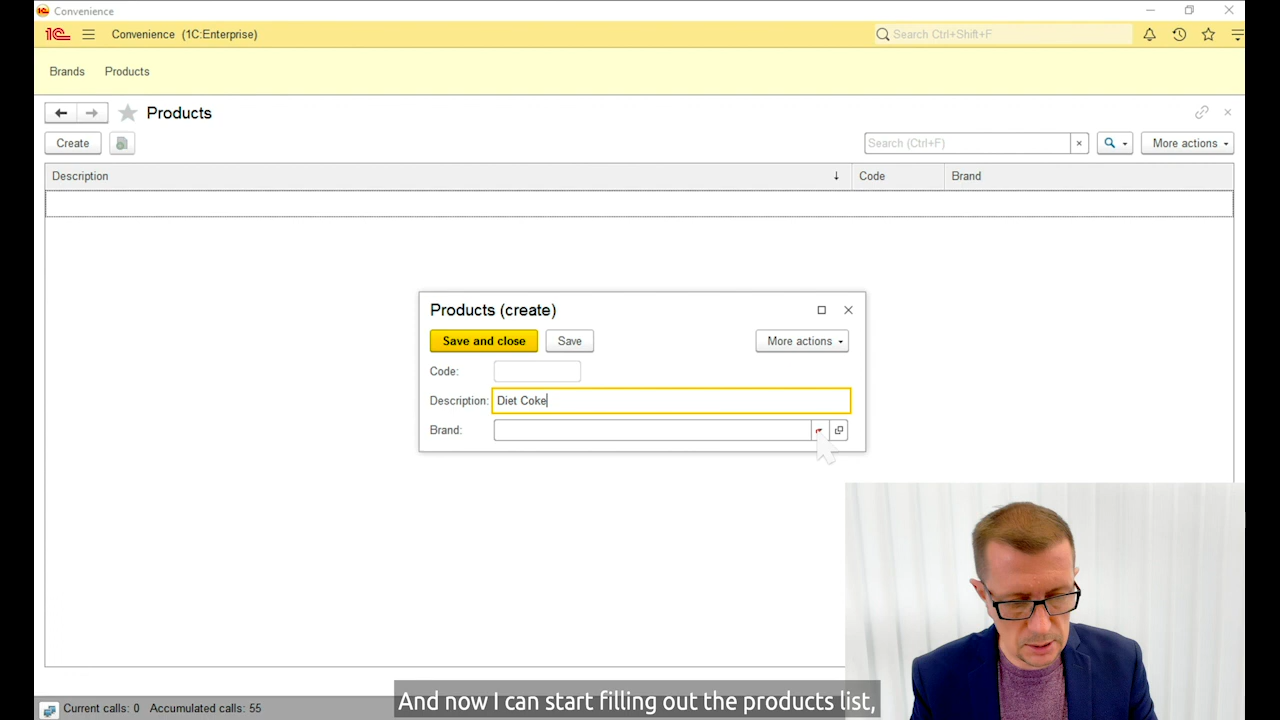 Convenience
Convenience (1C:Enterprise)
Search Ctrl+Shift+F
Brands Products
Products
Create
Search (Ctrl+F)
×
More actions
Description
↓
Code
Brand
Products (create)
Save and close
Save
More actions
Code:
Description: Diet Coke
Brand:
And now I can start filling out the products list,
Current calls: 0 Accumulated calls: 55